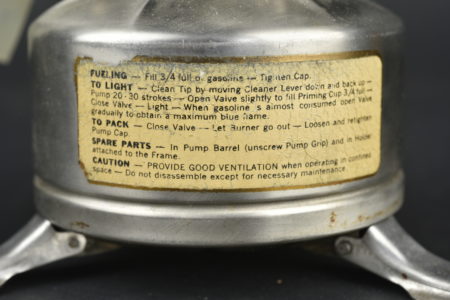 FUELING — Fill 3/4 full of gasoline — Tighten Cap.
TO LIGHT — Clean Tip by moving Cleaner Lever down and back up —
Pump 20-30 strokes — Open Valve slightly to fill Priming Cup 3/4 full —
Close Valve — Light — When gasoline is almost consumed open Valve
gradually to obtain a maximum blue flame.
TO PACK — Close Valve — Let Burner go out — Loosen and retighten
Pump Cap.
SPARE PARTS — In Pump Barrel (unscrew Pump Grip) and in Holder
attached to the Frame.
CAUTION — PROVIDE GOOD VENTILATION when operating in confined
space — Do not disassemble except for necessary maintenance.